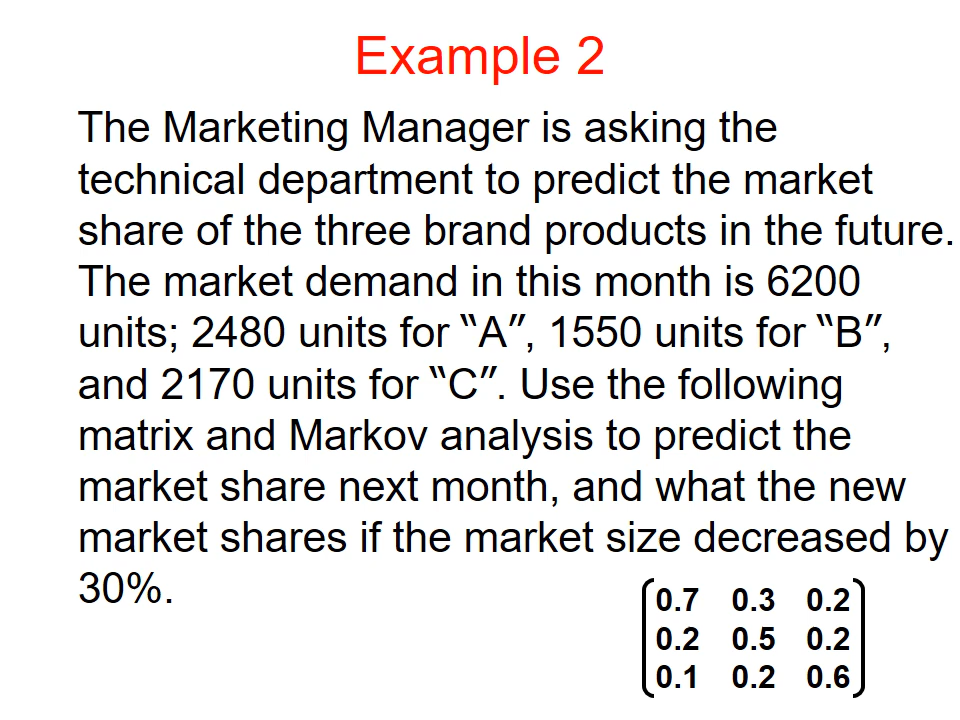 Example 2
The Marketing Manager is asking the
technical department to predict the market
share of the three brand products in the future.
The market demand in this month is 6200
units; 2480 units for “A”, 1550 units for “B”,
and 2170 units for “C”. Use the following
matrix and Markov analysis to predict the
market share next month, and what the new
market shares if the market size decreased by
30%.
0.7 0.3 0.2
0.2 0.5 0.2
0.1 0.2 0.6